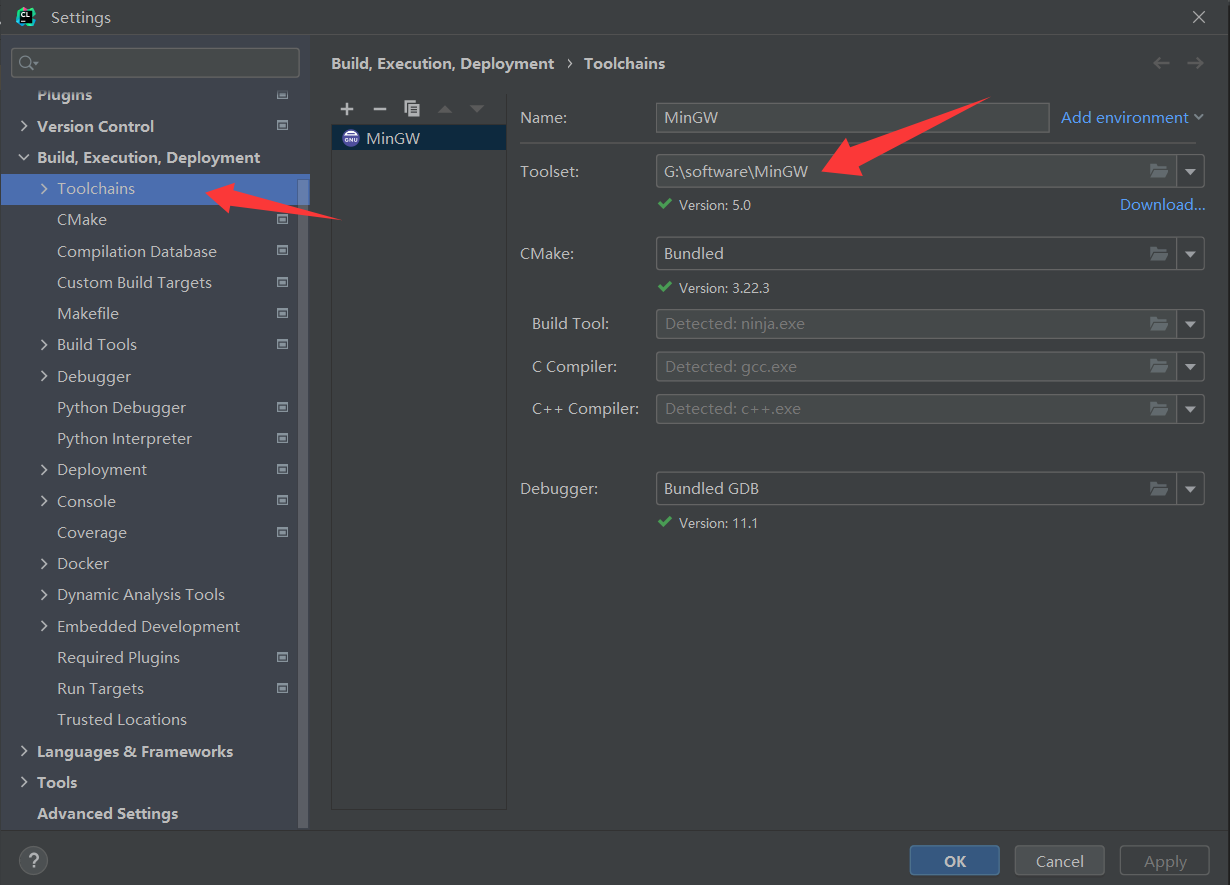 CL
Settings
Plugins
Version Control
Build, Execution, Deployment
Toolchains
CMake
Compilation Database
Custom Build Targets
Makefile
Build Tools
Debugger
Python Debugger
Python Interpreter
Deployment
Console
Coverage
Docker
Dynamic Analysis Tools
Embedded Development
Required Plugins
Run Targets
Trusted Locations
Languages & Frameworks
Tools
Advanced Settings
Build, Execution, Deployment › Toolchains
GNU MinGW
Name: MinGW Add environment
Toolset: G:\software\MinGW
Version: 5.0 Download...
CMake: Bundled
Version: 3.22.3
Build Tool: Detected: ninja.exe
C Compiler: Detected: gcc.exe
C++ Compiler: Detected: c++.exe
Debugger: Bundled GDB
Version: 11.1
? OK Cancel Apply